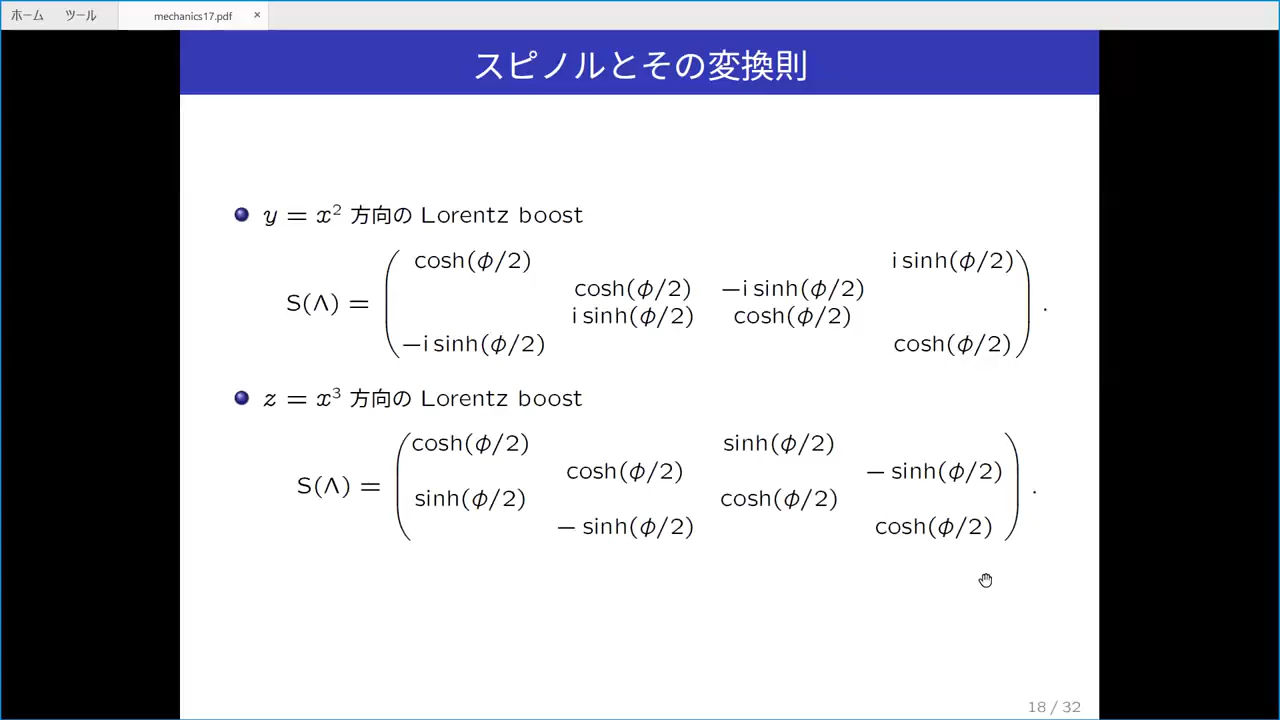 ホーム ツール mechanics17.pdf ×
スピノルとその変換則
y = x² 方向の Lorentz boost
cosh(ϕ/2) i sinh(ϕ/2)
cosh(ϕ/2) −i sinh(ϕ/2)
S(Λ) = .
i sinh(ϕ/2) cosh(ϕ/2)
−i sinh(ϕ/2) cosh(ϕ/2)
z = x³ 方向の Lorentz boost
cosh(ϕ/2) sinh(ϕ/2)
cosh(ϕ/2) − sinh(ϕ/2)
S(Λ) = .
sinh(ϕ/2) cosh(ϕ/2)
− sinh(ϕ/2) cosh(ϕ/2)
18 / 32